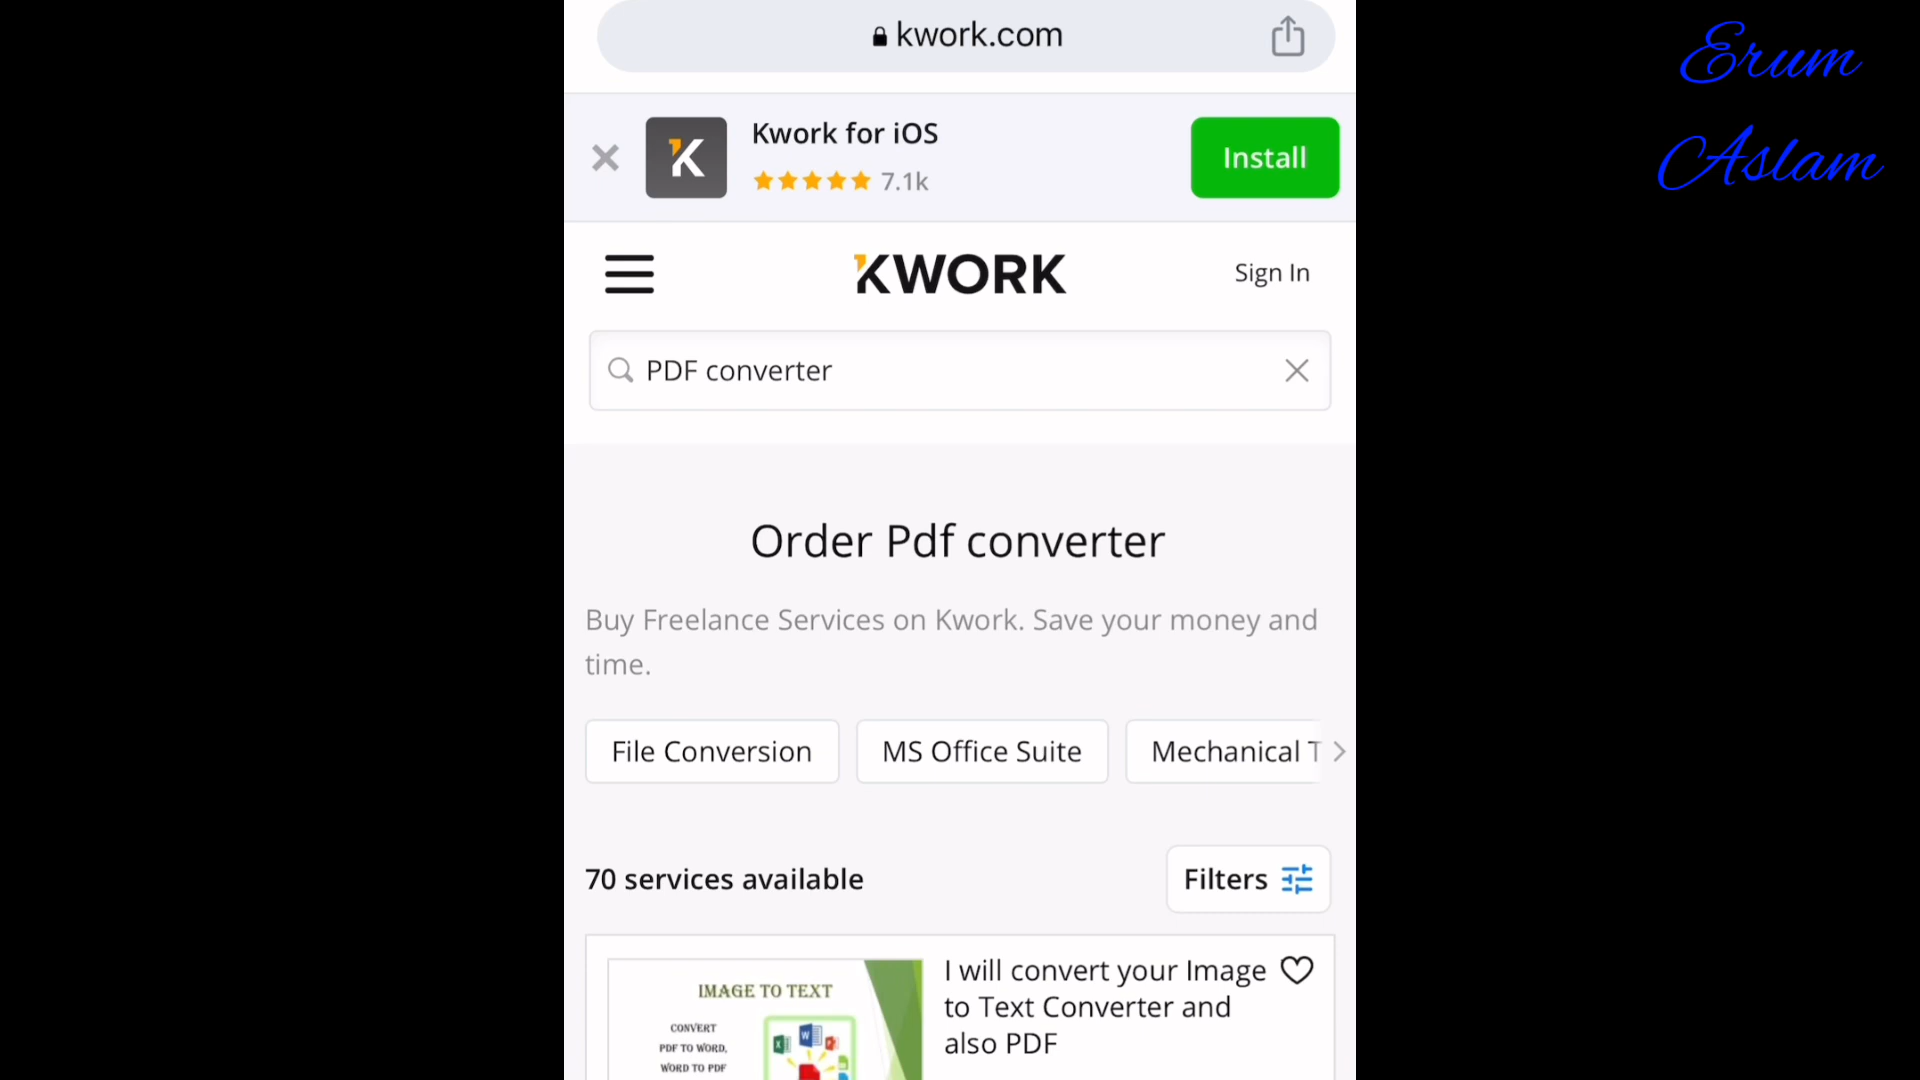 kwork.com
Erum
Aslam
Kwork for iOS
7.1k
Install
KWORK
Sign In
PDF converter
Order Pdf converter
Buy Freelance Services on Kwork. Save your money and
time.
File Conversion
MS Office Suite
Mechanical T
70 services available
Filters
IMAGE TO TEXT
CONVERT
PDF TO WORD,
WORD TO PDF
I will convert your Image
to Text Converter and
also PDF